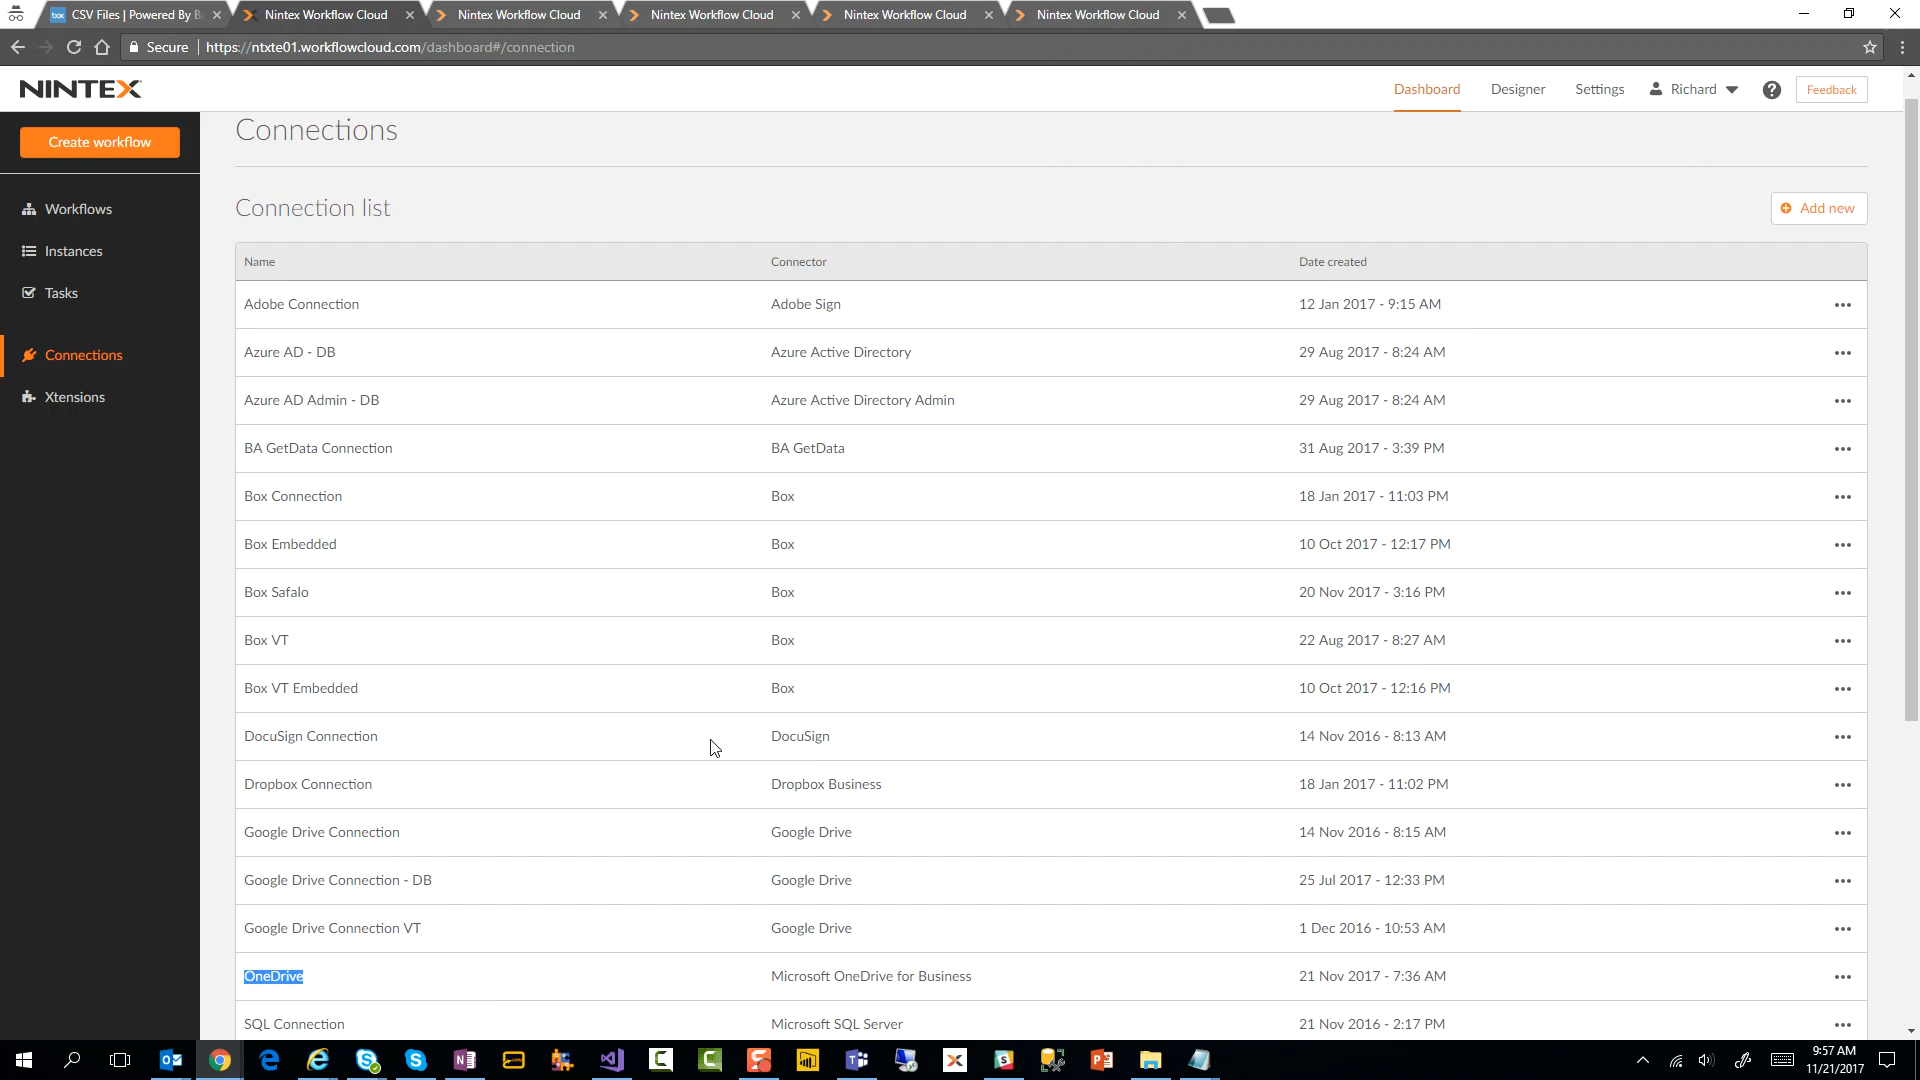 CSV Files | Powered By B
Nintex Workflow Cloud
Nintex Workflow Cloud
Nintex Workflow Cloud
Nintex Workflow Cloud
Nintex Workflow Cloud
Secure | https://ntxte01.workflowcloud.com/dashboard#/connection
NINTEX
Dashboard
Designer
Settings
Richard
Feedback
Create workflow
Workflows
Instances
Tasks
Connections
Xtensions
Connections
Connection list
Add new
Name Connector Date created
Adobe Connection Adobe Sign 12 Jan 2017 - 9:15 AM
Azure AD - DB Azure Active Directory 29 Aug 2017 - 8:24 AM
Azure AD Admin - DB Azure Active Directory Admin 29 Aug 2017 - 8:24 AM
BA GetData Connection BA GetData 31 Aug 2017 - 3:39 PM
Box Connection Box 18 Jan 2017 - 11:03 PM
Box Embedded Box 10 Oct 2017 - 12:17 PM
Box Safalo Box 20 Nov 2017 - 3:16 PM
Box VT Box 22 Aug 2017 - 8:27 AM
Box VT Embedded Box 10 Oct 2017 - 12:16 PM
DocuSign Connection DocuSign 14 Nov 2016 - 8:13 AM
Dropbox Connection Dropbox Business 18 Jan 2017 - 11:02 PM
Google Drive Connection Google Drive 14 Nov 2016 - 8:15 AM
Google Drive Connection - DB Google Drive 25 Jul 2017 - 12:33 PM
Google Drive Connection VT Google Drive 1 Dec 2016 - 10:53 AM
OneDrive Microsoft OneDrive for Business 21 Nov 2017 - 7:36 AM
SQL Connection Microsoft SQL Server 21 Nov 2016 - 2:17 PM
9:57 AM
11/21/2017